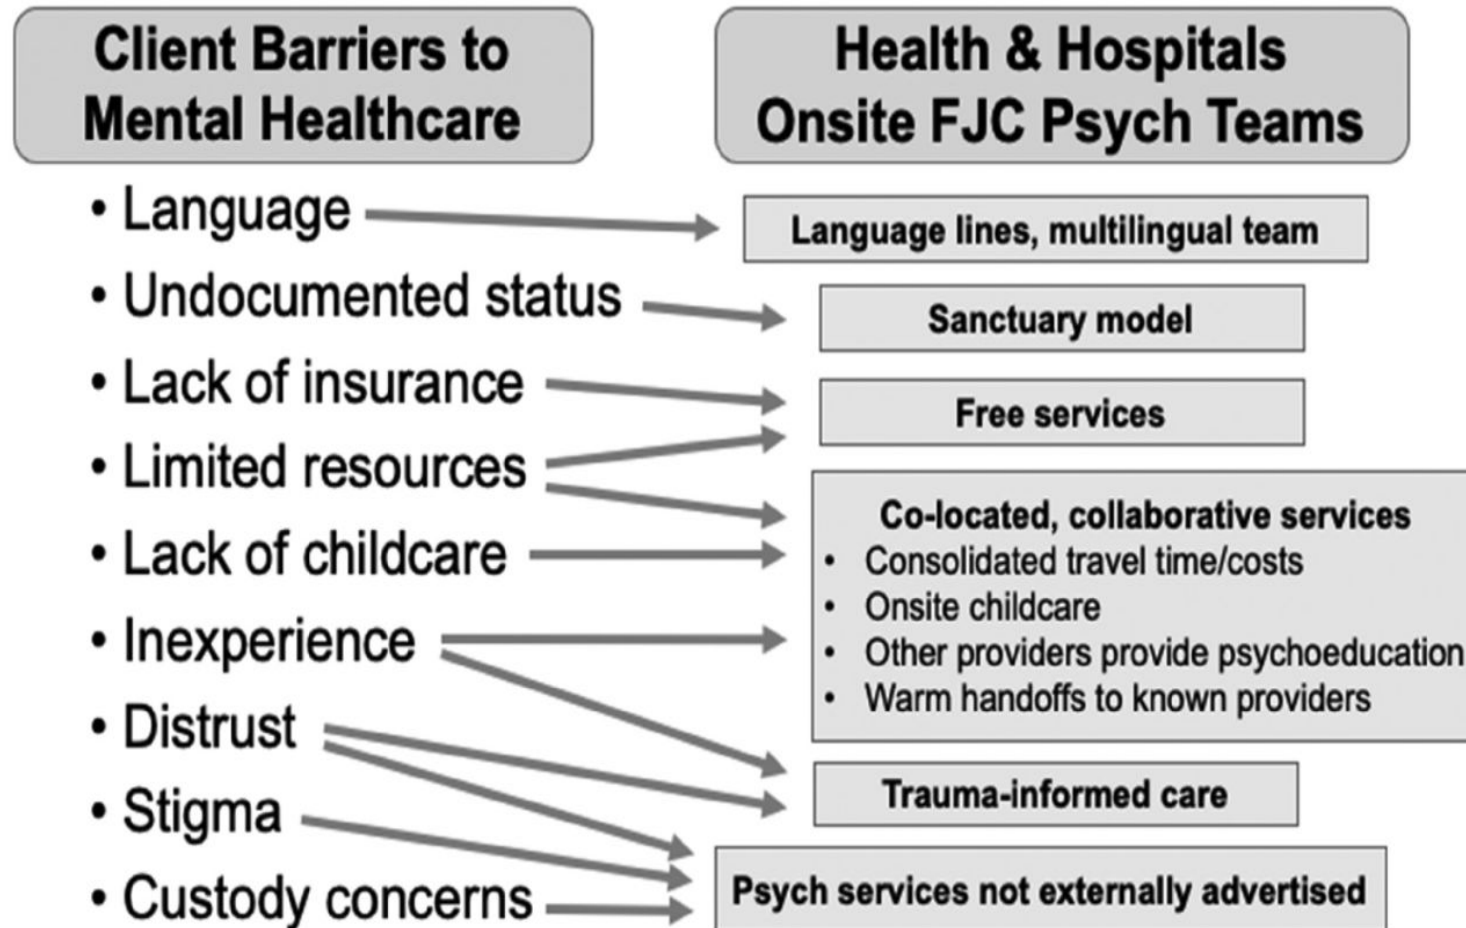 Client Barriers to
Mental Healthcare
• Language
• Undocumented status
• Lack of insurance
• Limited resources
• Lack of childcare
• Inexperience
• Distrust
• Stigma
• Custody concerns
Health & Hospitals
Onsite FJC Psych Teams
Language lines, multilingual team
Sanctuary model
Free services
Co-located, collaborative services
• Consolidated travel time/costs
• Onsite childcare
• Other providers provide psychoeducation
• Warm handoffs to known providers
Trauma-informed care
Psych services not externally advertised